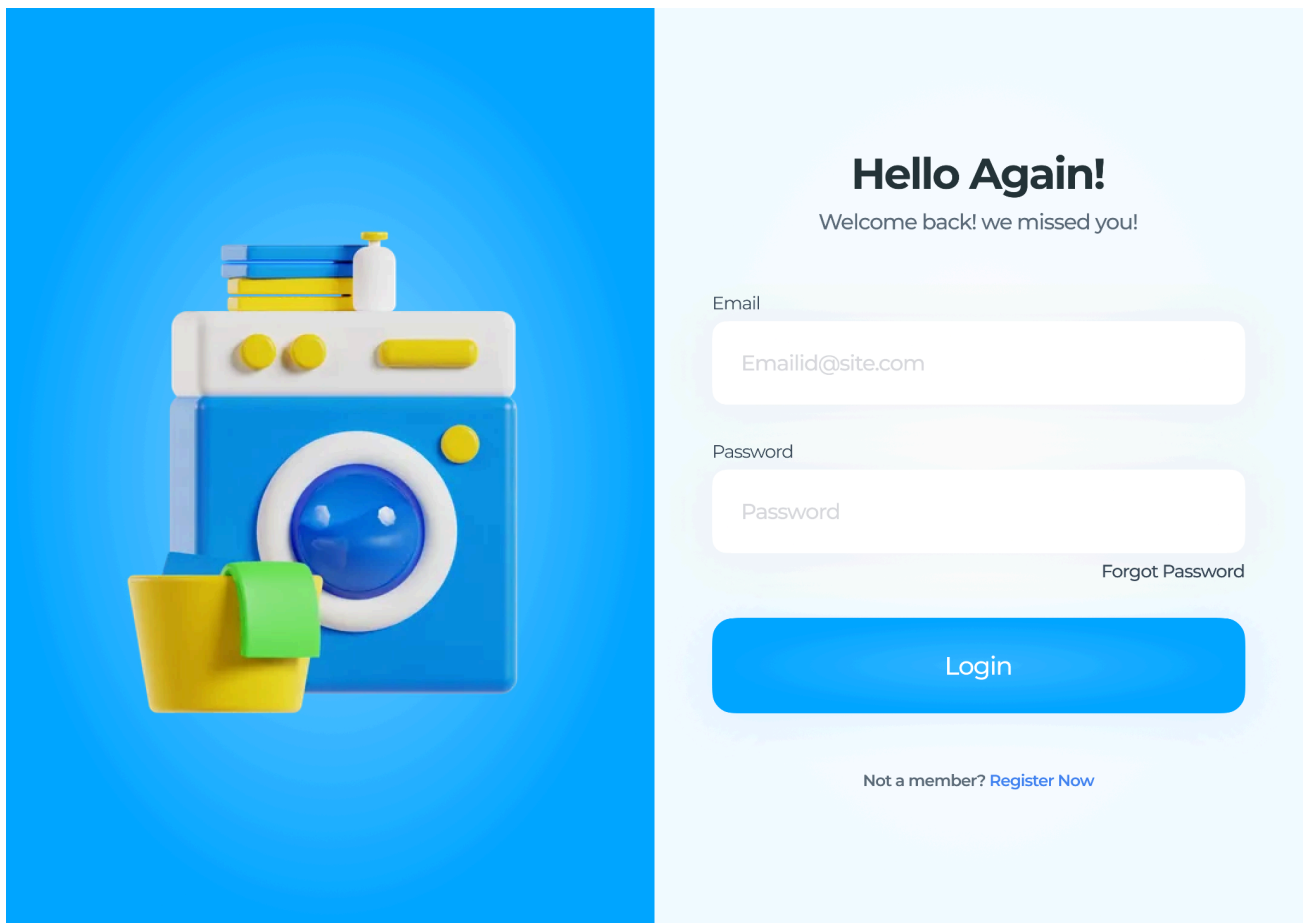 Hello Again!
Welcome back! we missed you!
Email
Emailid@site.com
Password
Password
Forgot Password
Login
Not a member? Register Now